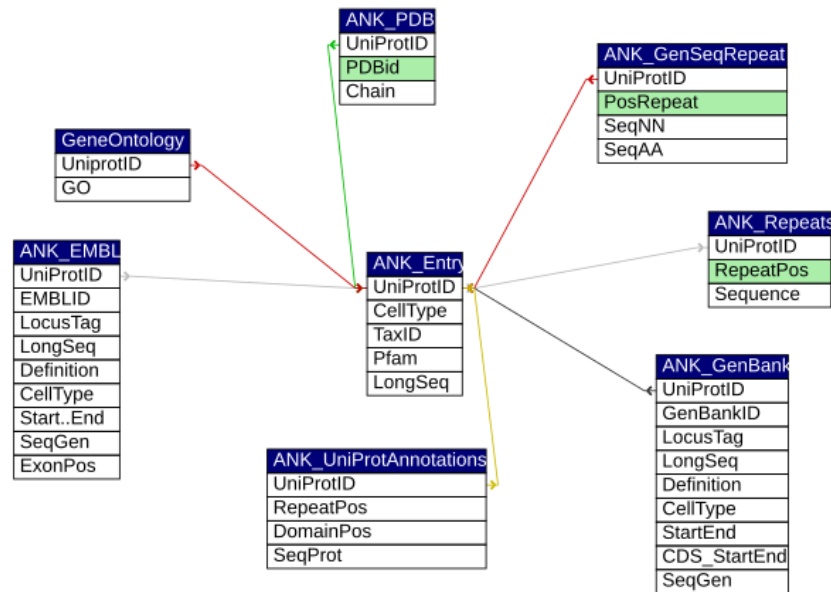 ANK_PDB
UniProtID
PDBid
Chain
ANK_GenSeqRepeat
UniProtID
PosRepeat
SeqNN
SeqAA
GeneOntology
UniprotID
GO
ANK_Repeats
UniProtID
RepeatPos
Sequence
ANK_EMBL
UniProtID
EMBLID
LocusTag
LongSeq
Definition
CellType
Start..End
SeqGen
ExonPos
ANK_Entry
UniProtID
CellType
TaxID
Pfam
LongSeq
ANK_GenBank
UniProtID
GenBankID
LocusTag
LongSeq
Definition
CellType
StartEnd
CDS_StartEnd
SeqGen
ANK_UniProtAnnotations
UniProtID
RepeatPos
DomainPos
SeqProt